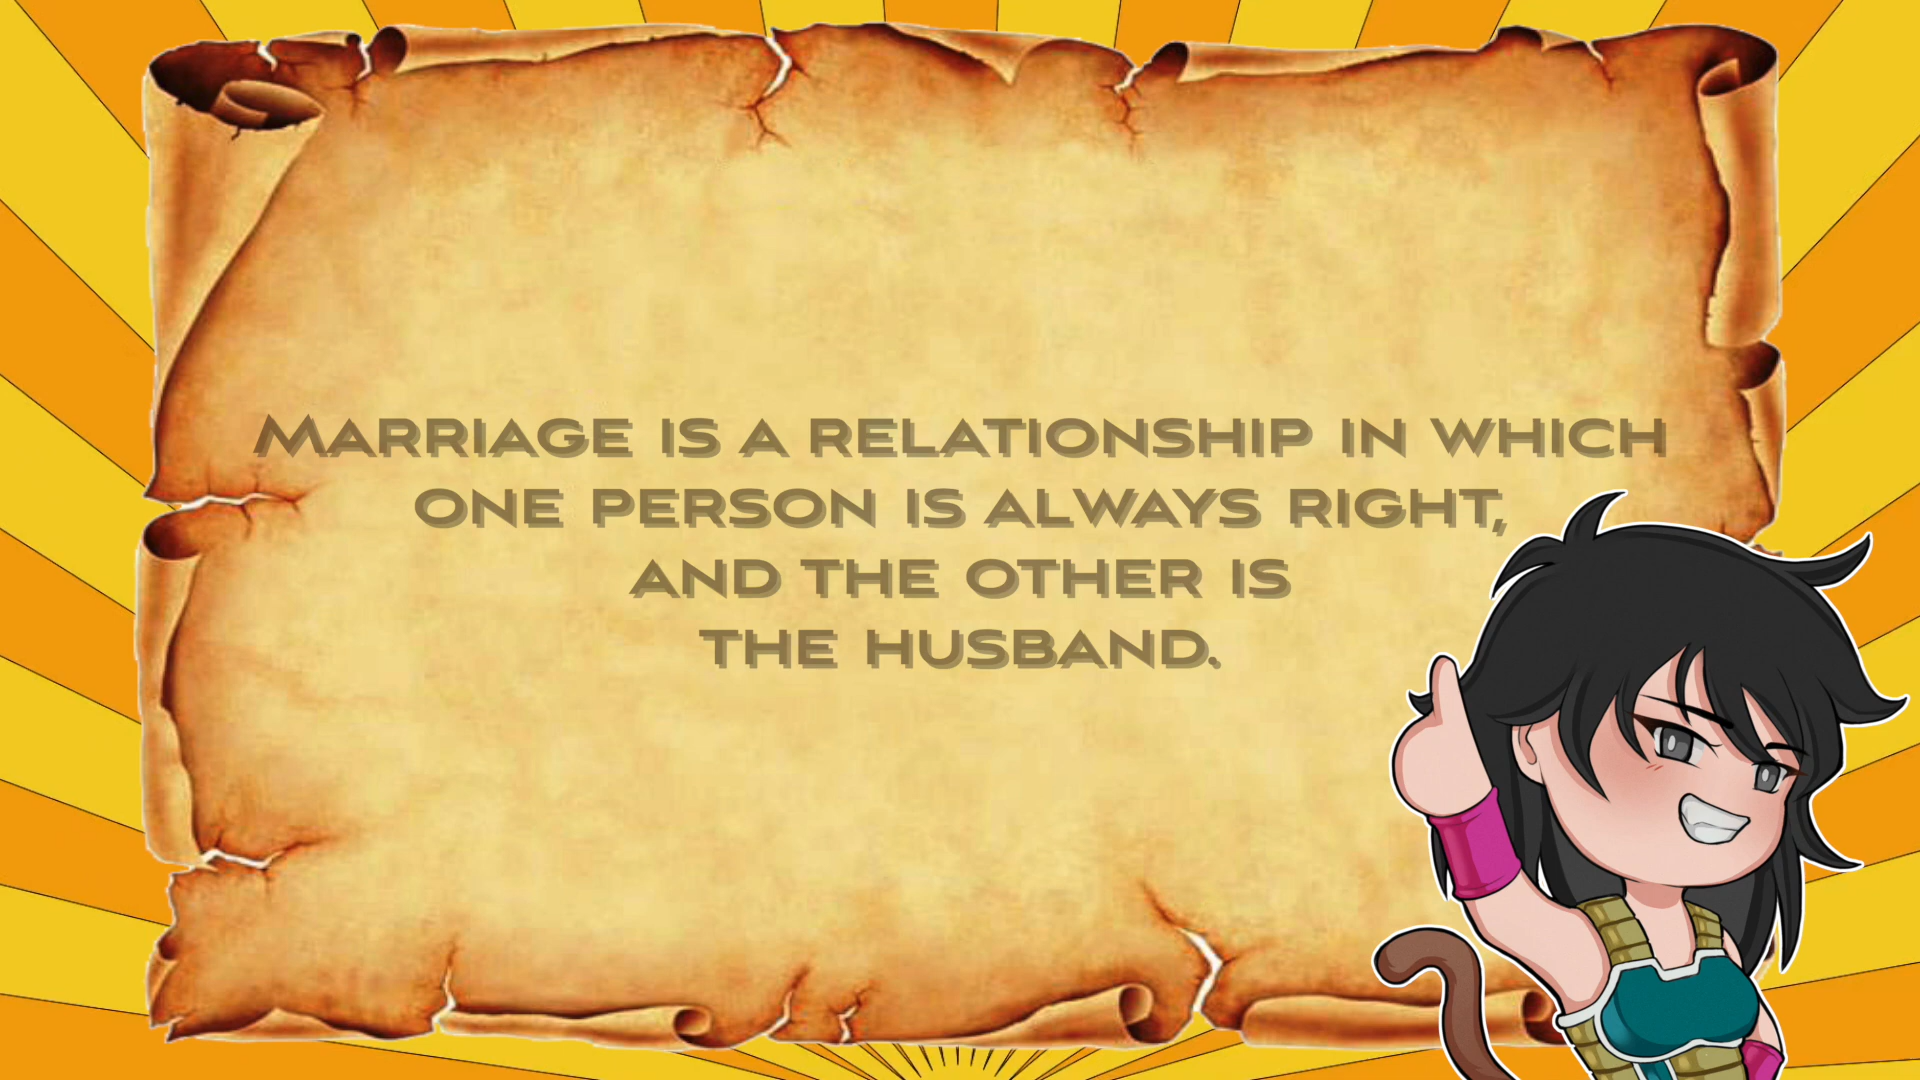 Marriage is a relationship in which
one person is always right,
and the other is
the husband.